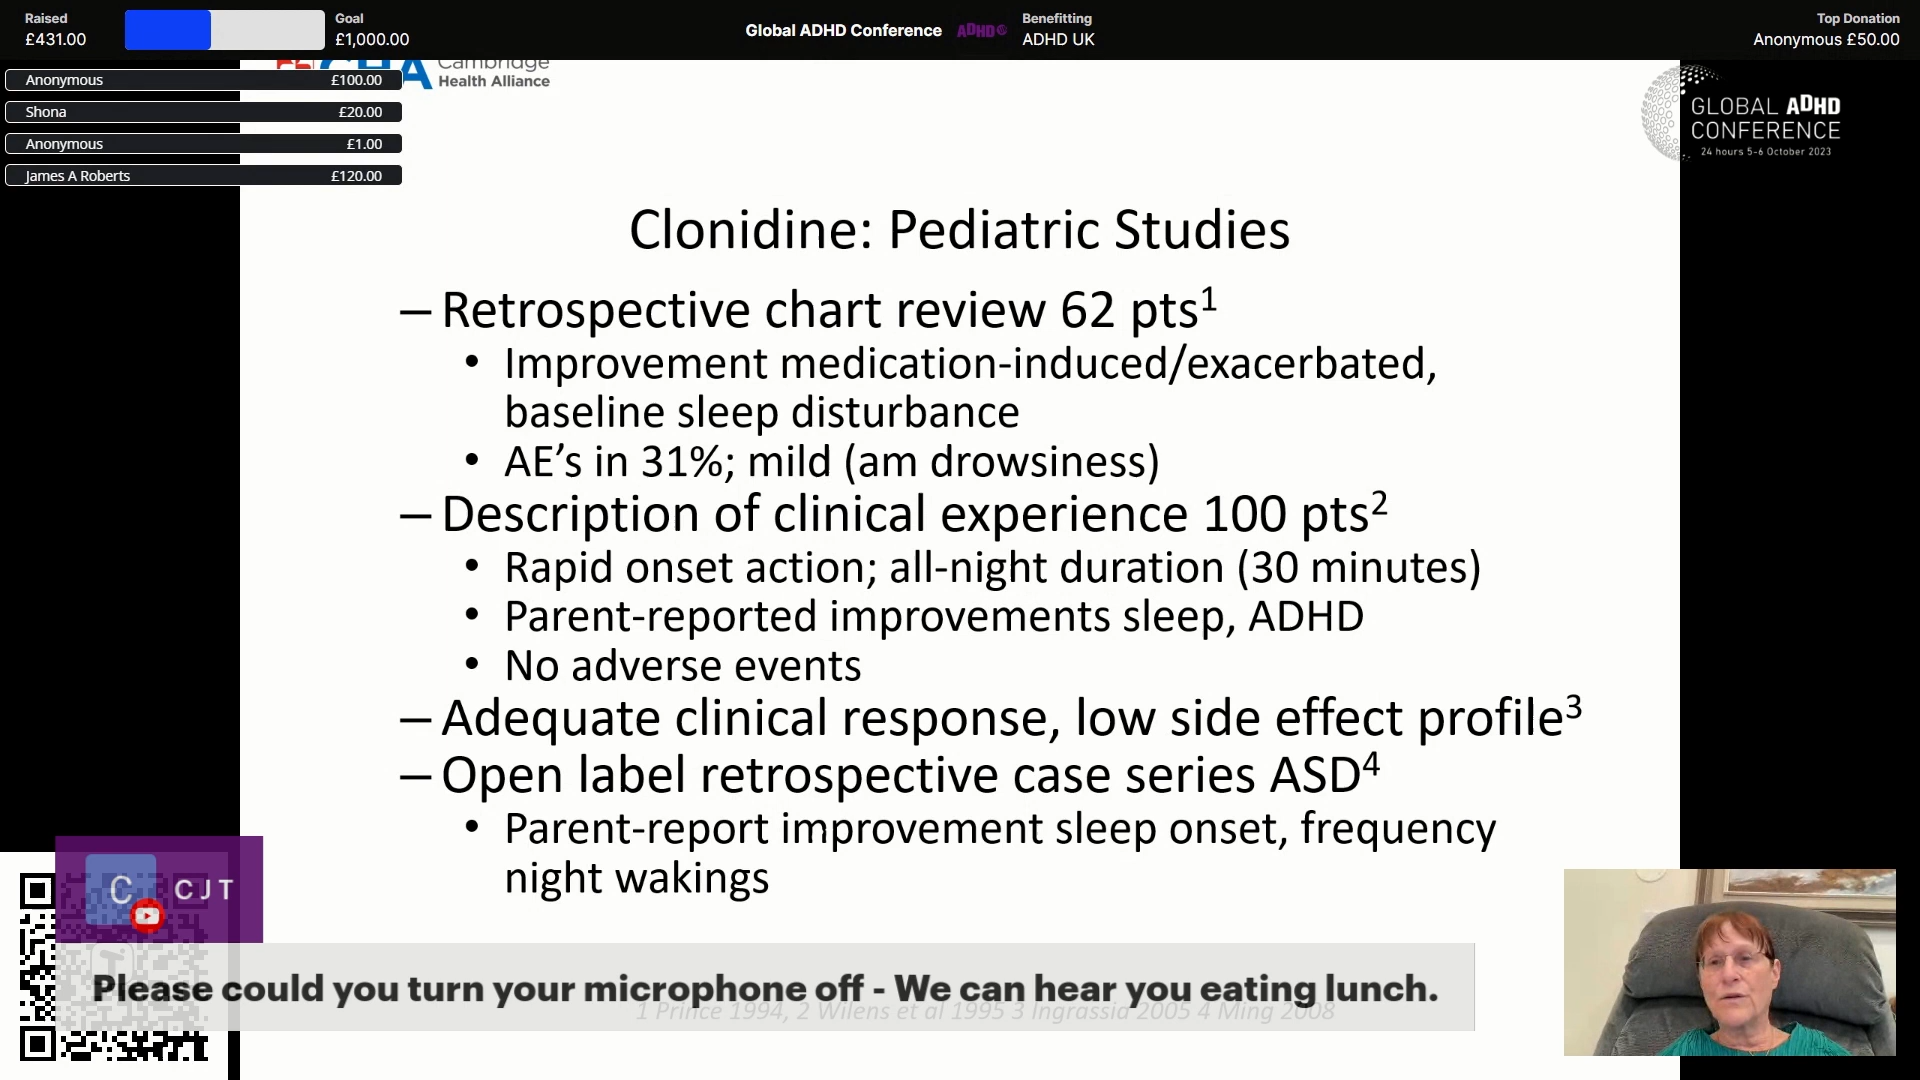 Raised
£431.00
Goal
£1,000.00
Global ADHD Conference
ADHD
Benefitting
ADHD UK
Top Donation
Anonymous £50.00
Anonymous £100.00
Shona £20.00
Anonymous £1.00
James A Roberts £120.00
Cambridge
Health Alliance
GLOBAL ADHD
CONFERENCE
24 hours 5-6 October 2023
Clonidine: Pediatric Studies
– Retrospective chart review 62 pts¹
• Improvement medication-induced/exacerbated,
baseline sleep disturbance
• AE’s in 31%; mild (am drowsiness)
– Description of clinical experience 100 pts²
• Rapid onset action; all-night duration (30 minutes)
• Parent-reported improvements sleep, ADHD
• No adverse events
– Adequate clinical response, low side effect profile³
– Open label retrospective case series ASD⁴
• Parent-report improvement sleep onset, frequency
night wakings
C CJT
Please could you turn your microphone off - We can hear you eating lunch.
1 Prince 1994, 2 Wilens et al 1995 3 Ingrassia 2005 4 Ming 2008